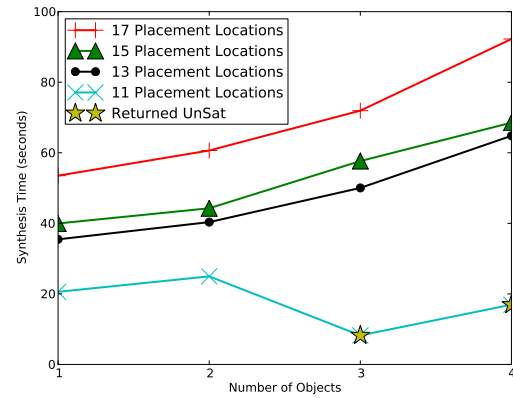 100
80
60
40
20
0
Synthesis Time (seconds)
17 Placement Locations
15 Placement Locations
13 Placement Locations
11 Placement Locations
Returned UnSat
1
2
3
4
Number of Objects